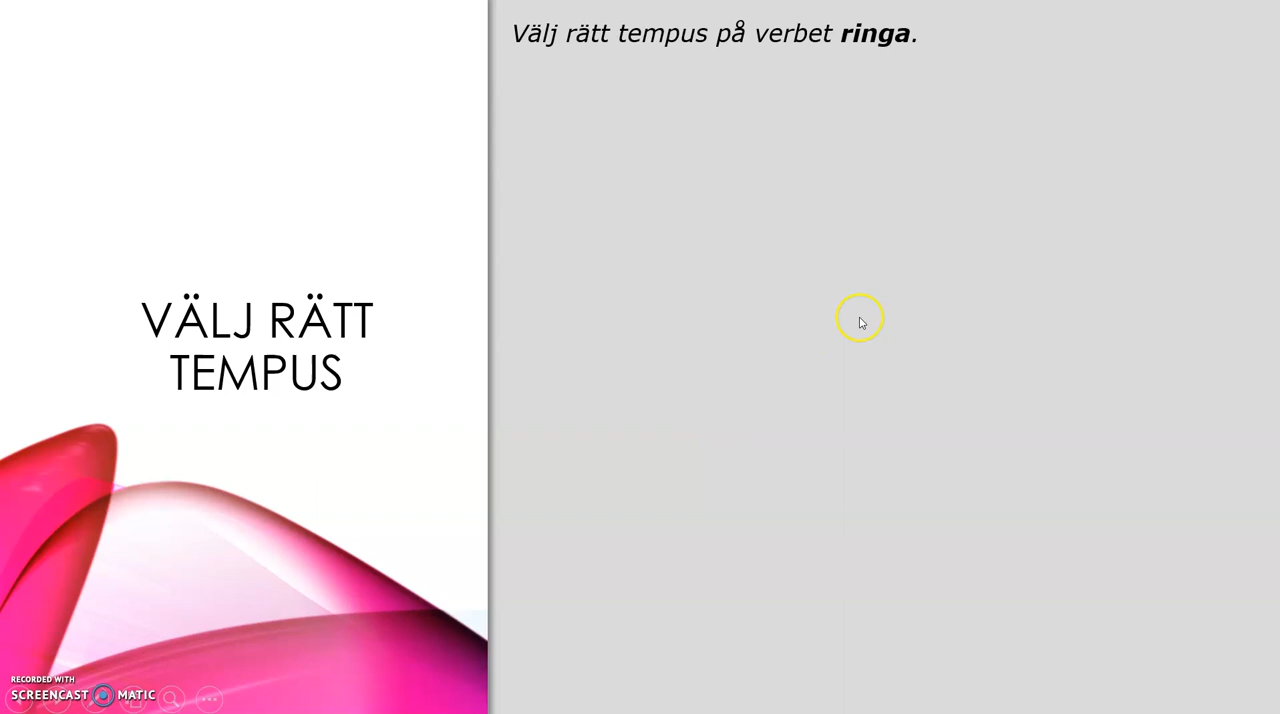 Välj rätt tempus på verbet ringa.
VÄLJ RÄTT
TEMPUS
RECORDED WITH
SCREENCAST MATIC